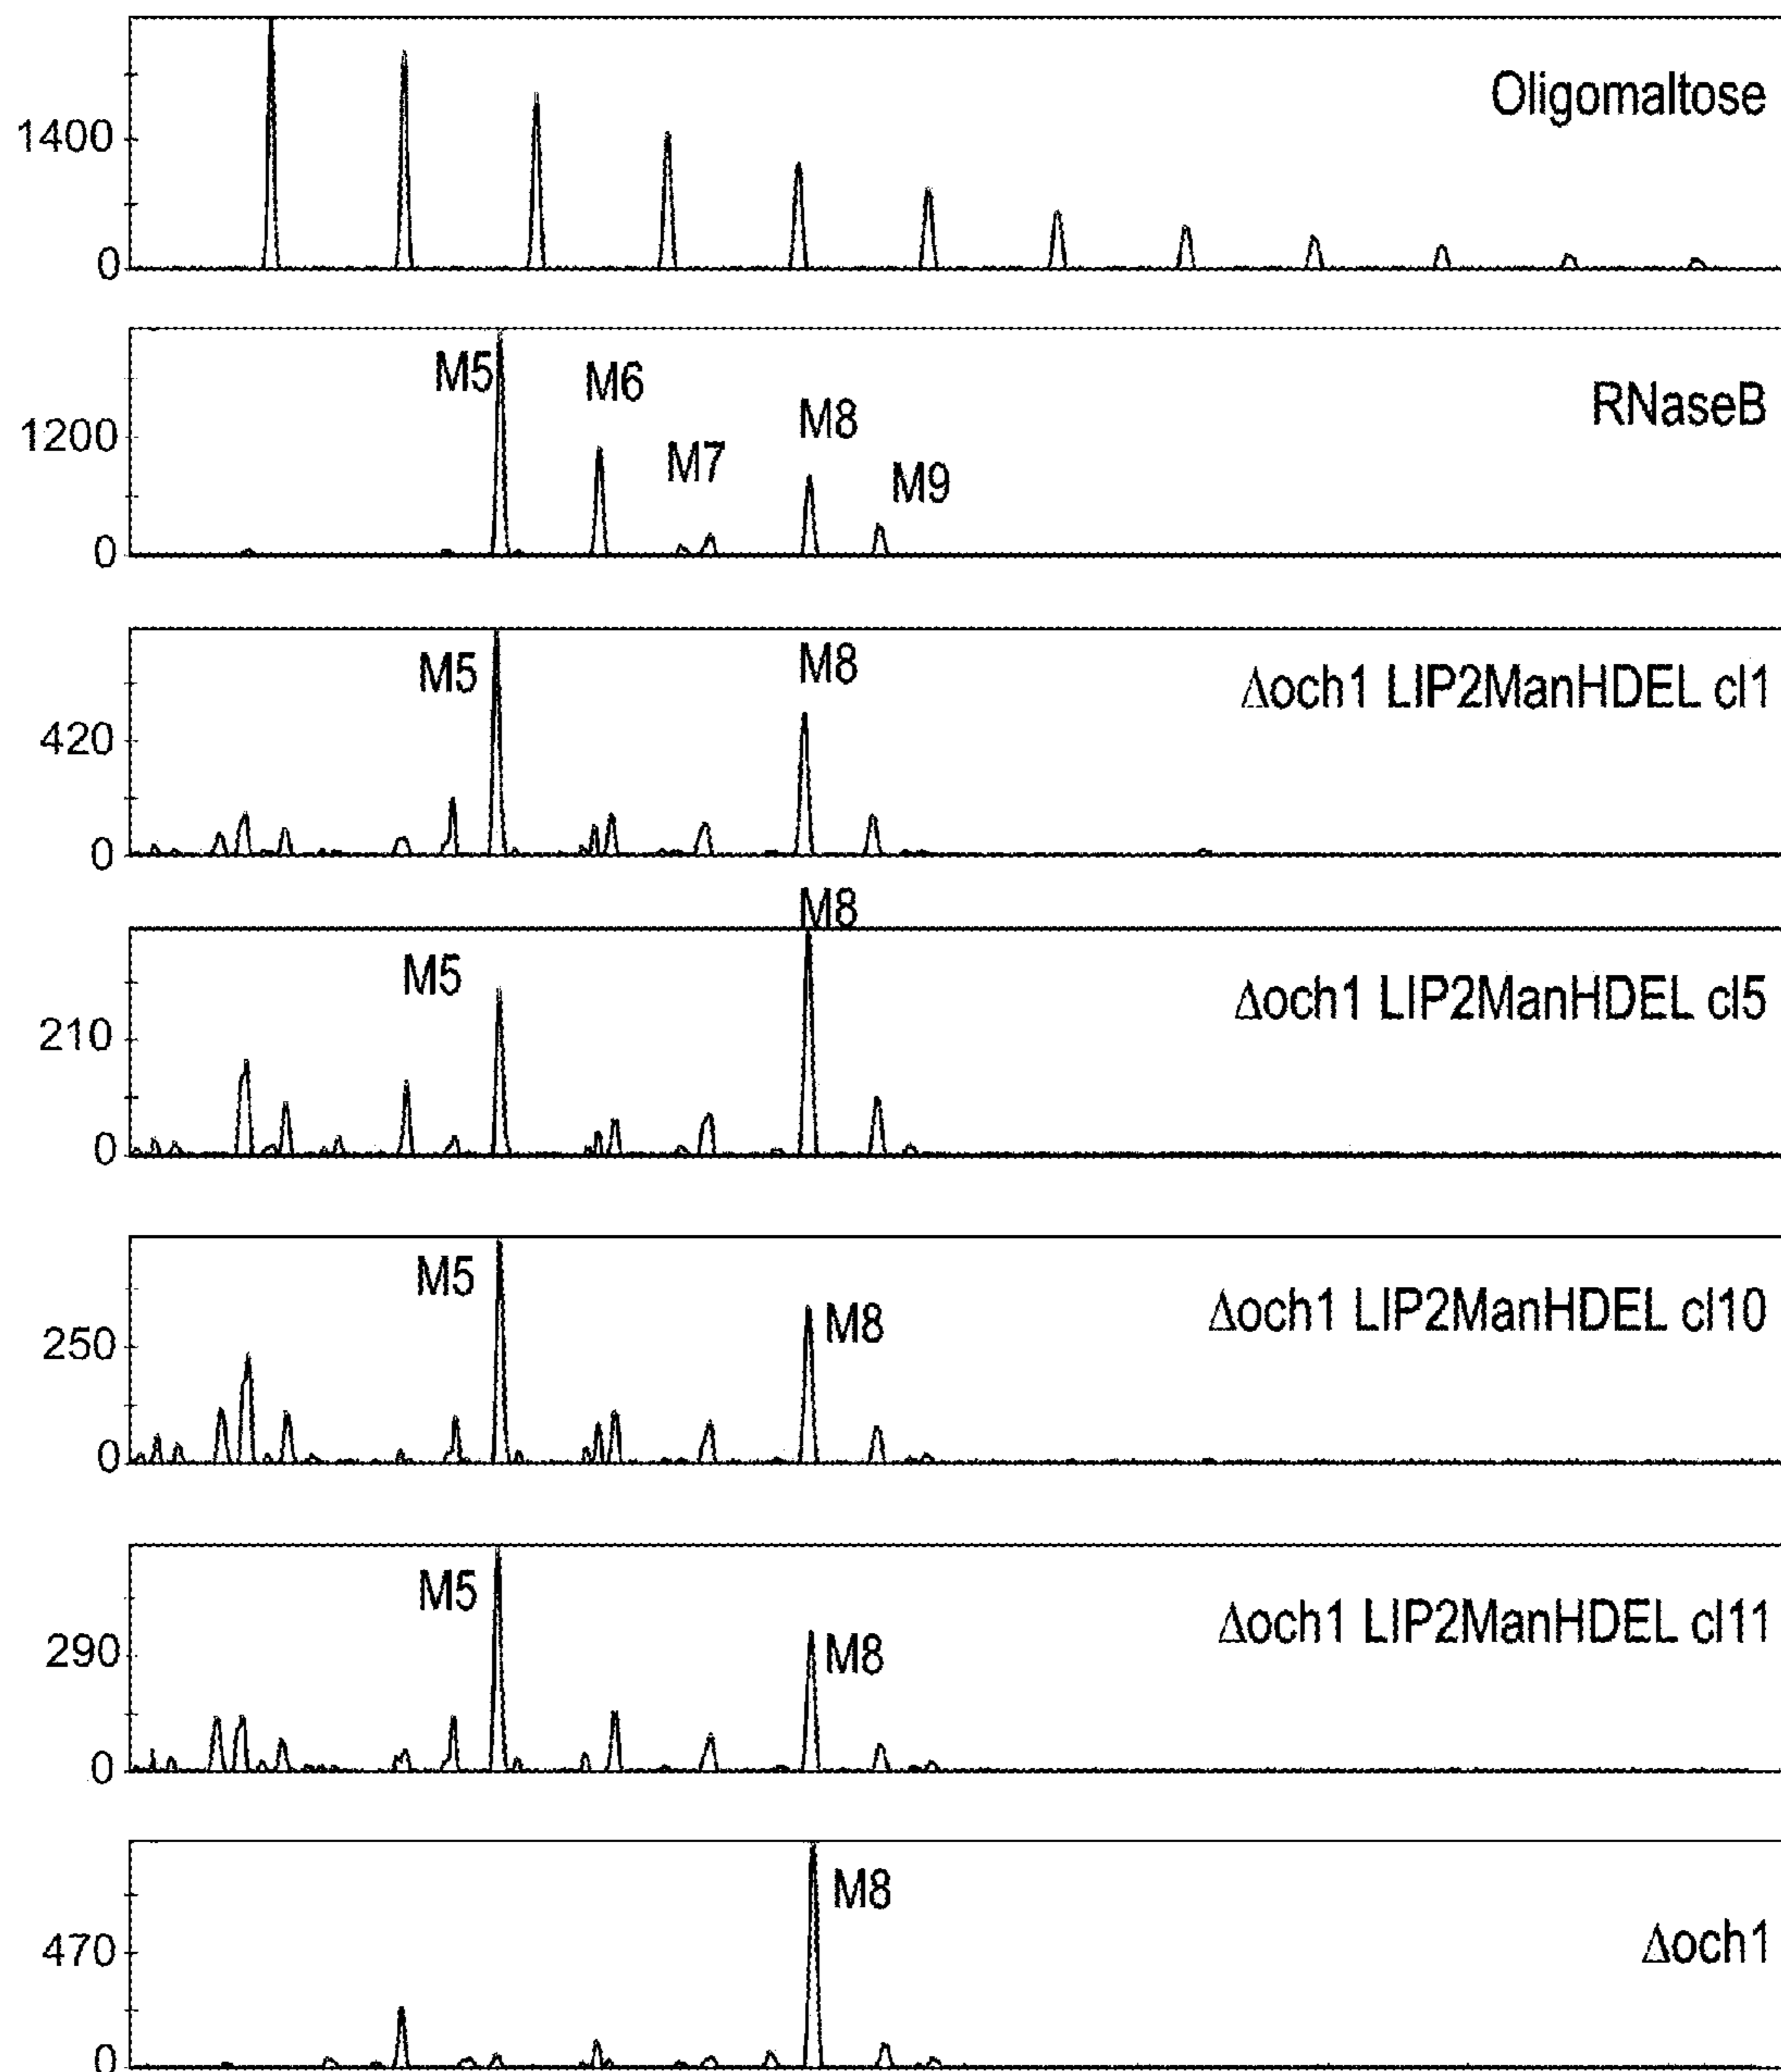 Oligomaltose
1400
0
RNaseB
M5
M6
M7
M8
M9
1200
0
Δoch1 LIP2ManHDEL cl1
M5
M8
420
0
Δoch1 LIP2ManHDEL cl5
M5
M8
210
0
Δoch1 LIP2ManHDEL cl10
M5
M8
250
0
Δoch1 LIP2ManHDEL cl11
M5
M8
290
0
Δoch1
M8
470
0